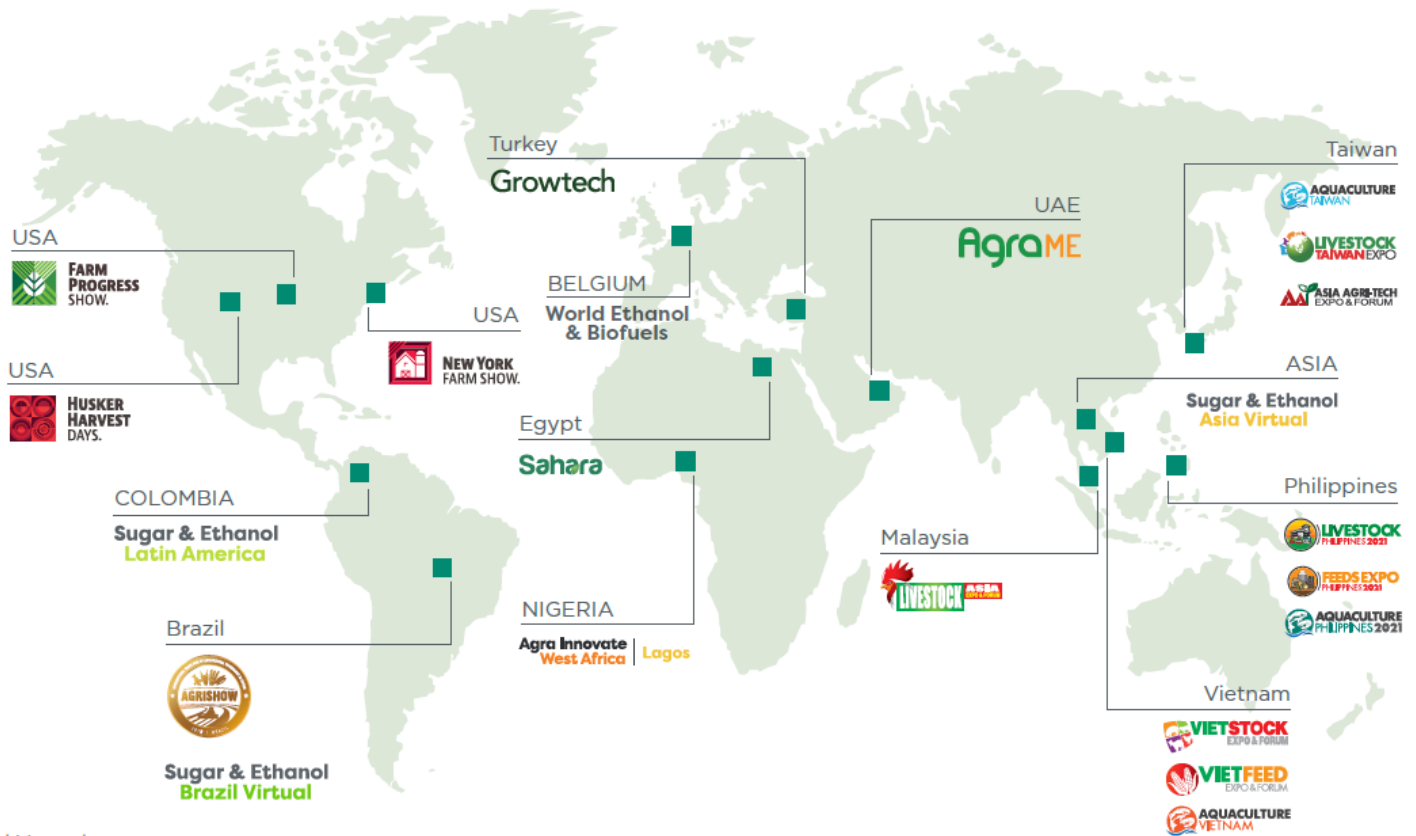 Turkey
Growtech
Taiwan
AQUACULTURE
TAIWAN
LIVESTOCK
TAIWAN EXPO
ASIA AGRI-TECH
EXPO & FORUM
UAE
AgraME
USA
FARM
PROGRESS
SHOW.
BELGIUM
World Ethanol
& Biofuels
USA
NEW YORK
FARM SHOW.
USA
HUSKER
HARVEST
DAYS.
ASIA
Sugar & Ethanol
Asia Virtual
Egypt
Sahara
COLOMBIA
Sugar & Ethanol
Latin America
Philippines
LIVESTOCK
PHILIPPINES 2021
FEEDS EXPO
PHILIPPINES 2021
AQUACULTURE
PHILIPPINES 2021
Malaysia
LIVESTOCK ASIA
EXPO & FORUM
NIGERIA
Agra Innovate
West Africa | Lagos
Brazil
AGRISHOW
Sugar & Ethanol
Brazil Virtual
Vietnam
VIETSTOCK
EXPO & FORUM
VIETFEED
EXPO & FORUM
AQUACULTURE
VIETNAM